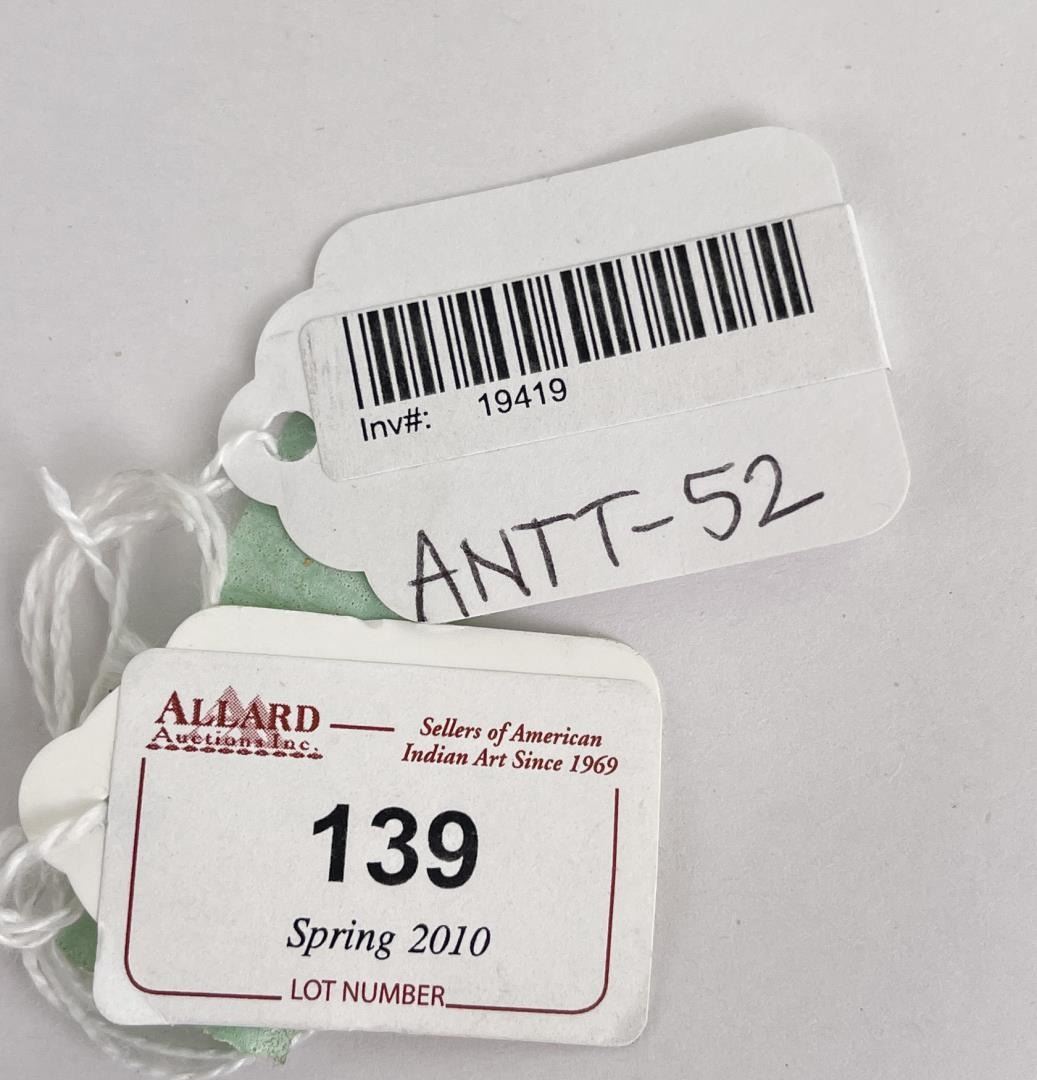 Inv#: 19419
ANTT-52
ALLARD
Auctions Inc.
Sellers of American
Indian Art Since 1969
139
Spring 2010
LOT NUMBER